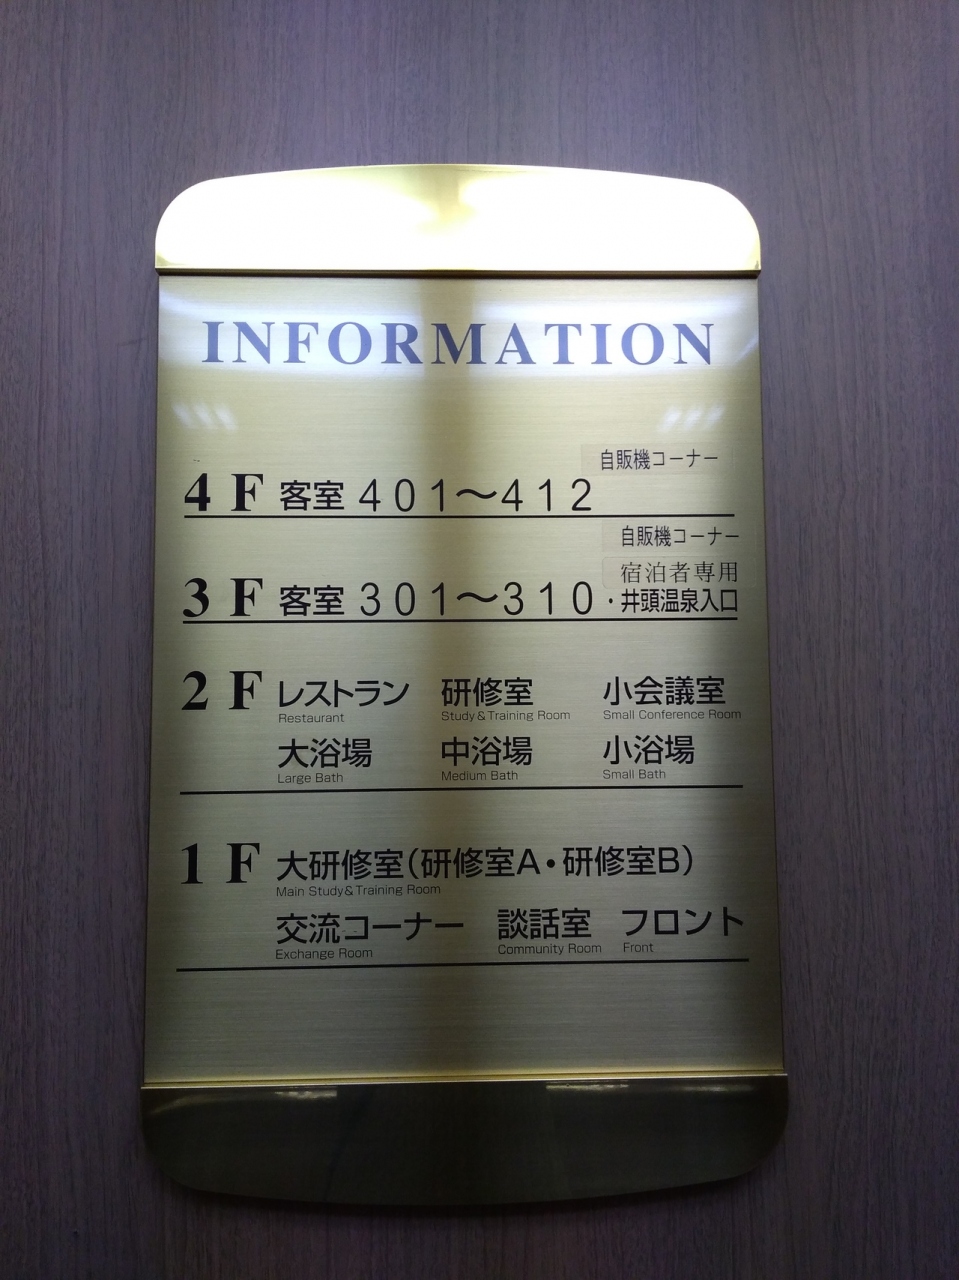 INFORMATION
自販機コーナー
4F 客室 401～412
自販機コーナー
宿泊者専用
3F 客室 301～310・井頭温泉入口
2F レストラン 研修室 小会議室
Restaurant Study & Training Room Small Conference Room
大浴場 中浴場 小浴場
Large Bath Medium Bath Small Bath
1F 大研修室（研修室A・研修室B）
Main Study & Training Room
交流コーナー 談話室 フロント
Exchange Room Community Room Front